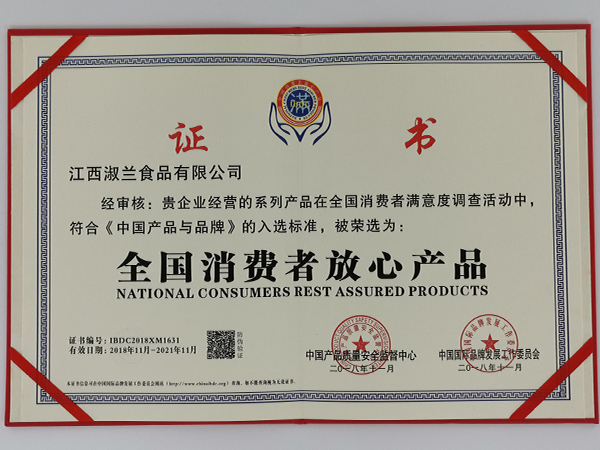 证书
江西淑兰食品有限公司
经审核：贵企业经营的系列产品在全国消费者满意度调查活动中，
符合《中国产品与品牌》的入选标准，被荣选为：
全国消费者放心产品
NATIONAL CONSUMERS REST ASSURED PRODUCTS
证书编号：IBDC2018XM1631
有效日期：2018年11月-2021年11月
防伪验证
中国产品质量安全监督中心
二〇一八年十一月
中国国际品牌发展工作委员会
二〇一八年十一月